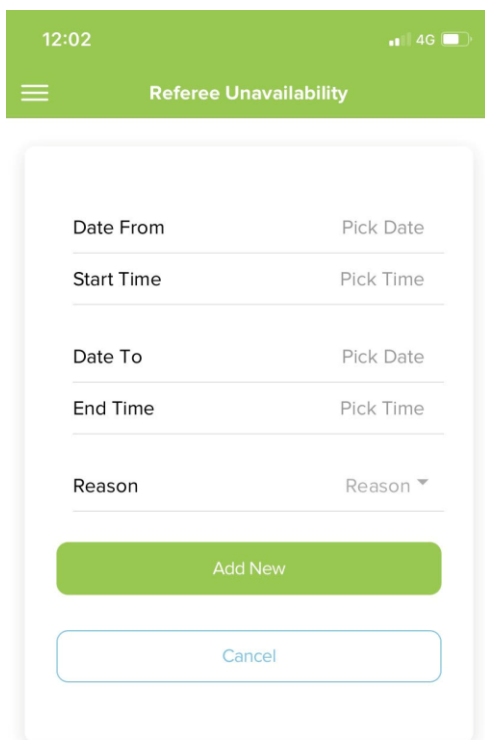 12:02 4G
Referee Unavailability
Date From Pick Date
Start Time Pick Time
Date To Pick Date
End Time Pick Time
Reason Reason
Add New
Cancel